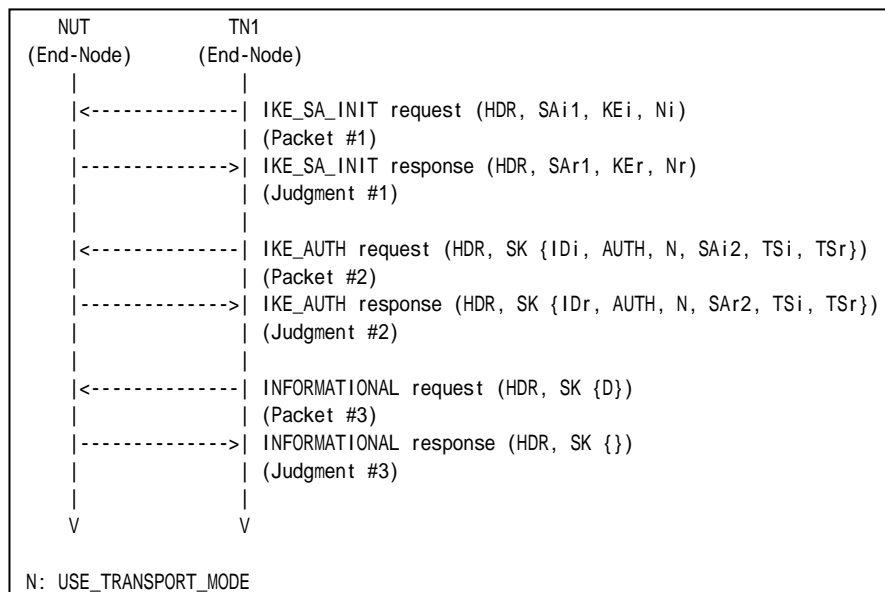 NUT TN1
(End-Node) (End-Node)
| |
|<--------------| IKE_SA_INIT request (HDR, SAi1, KEi, Ni)
| | (Packet #1)
|-------------->| IKE_SA_INIT response (HDR, SAr1, KEr, Nr)
| | (Judgment #1)
| |
|<--------------| IKE_AUTH request (HDR, SK {IDi, AUTH, N, SAi2, TSi, TSr})
| | (Packet #2)
|-------------->| IKE_AUTH response (HDR, SK {IDr, AUTH, N, SAr2, TSi, TSr})
| | (Judgment #2)
| |
|<--------------| INFORMATIONAL request (HDR, SK {D})
| | (Packet #3)
|-------------->| INFORMATIONAL response (HDR, SK {})
| | (Judgment #3)
| |
V V
N: USE_TRANSPORT_MODE